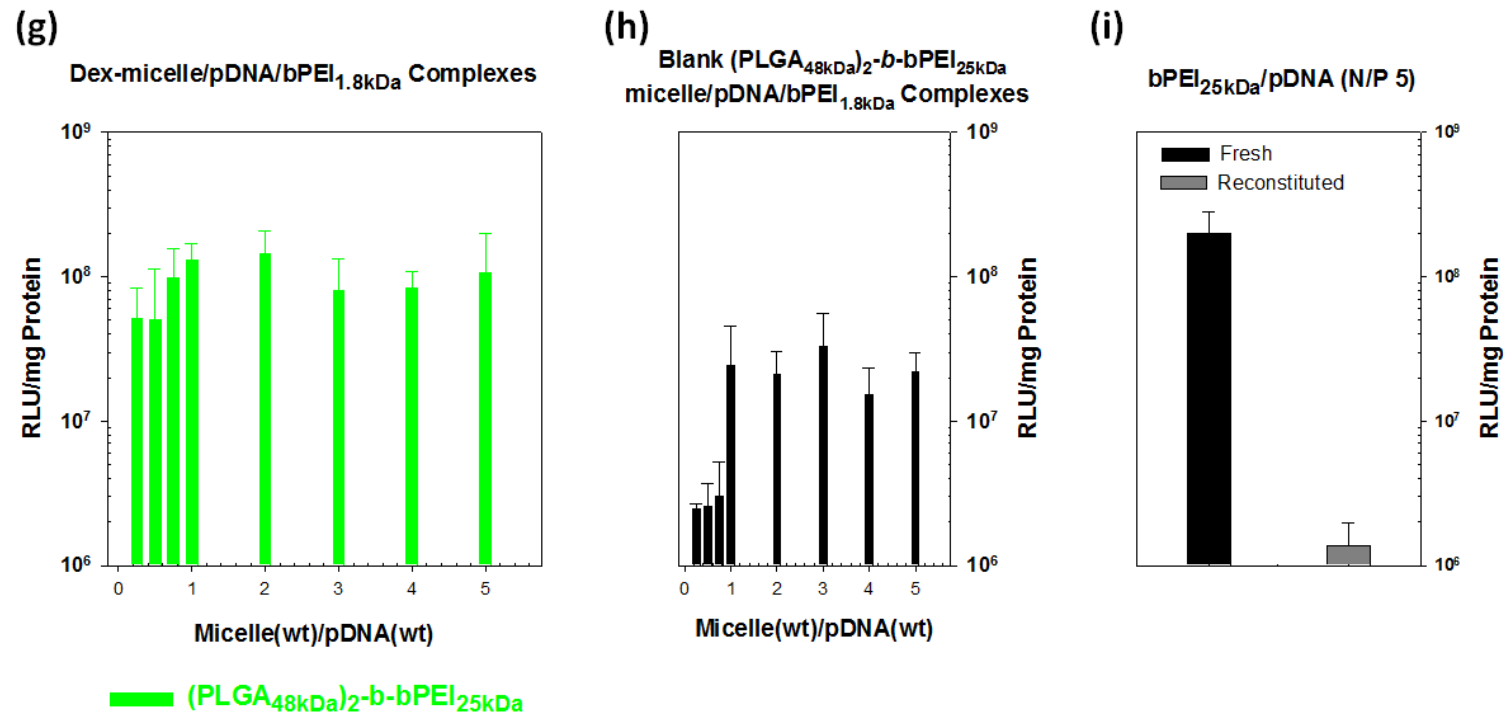 (g)
Dex-micelle/pDNA/bPEI1.8kDa Complexes
10⁹
10⁸
10⁷
10⁶
RLU/mg Protein
0 1 2 3 4 5
Micelle(wt)/pDNA(wt)
(PLGA48kDa)2-b-bPEI25kDa
(h)
Blank (PLGA48kDa)2-b-bPEI25kDa
micelle/pDNA/bPEI1.8kDa Complexes
10⁹
10⁸
10⁷
10⁶
RLU/mg Protein
0 1 2 3 4 5
Micelle(wt)/pDNA(wt)
(i)
bPEI25kDa/pDNA (N/P 5)
Fresh
Reconstituted
10⁹
10⁸
10⁷
10⁶
RLU/mg Protein